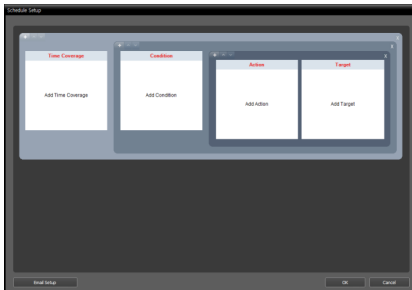 Schedule Setup
Time Coverage
Condition
Action
Target
Add Time Coverage
Add Condition
Add Action
Add Target
Email Setup
OK
Cancel